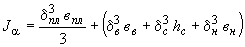 J_α = δ³_пл в_пл / 3 + (δ³_в в_в + δ³_с h_с + δ³_н в_н)